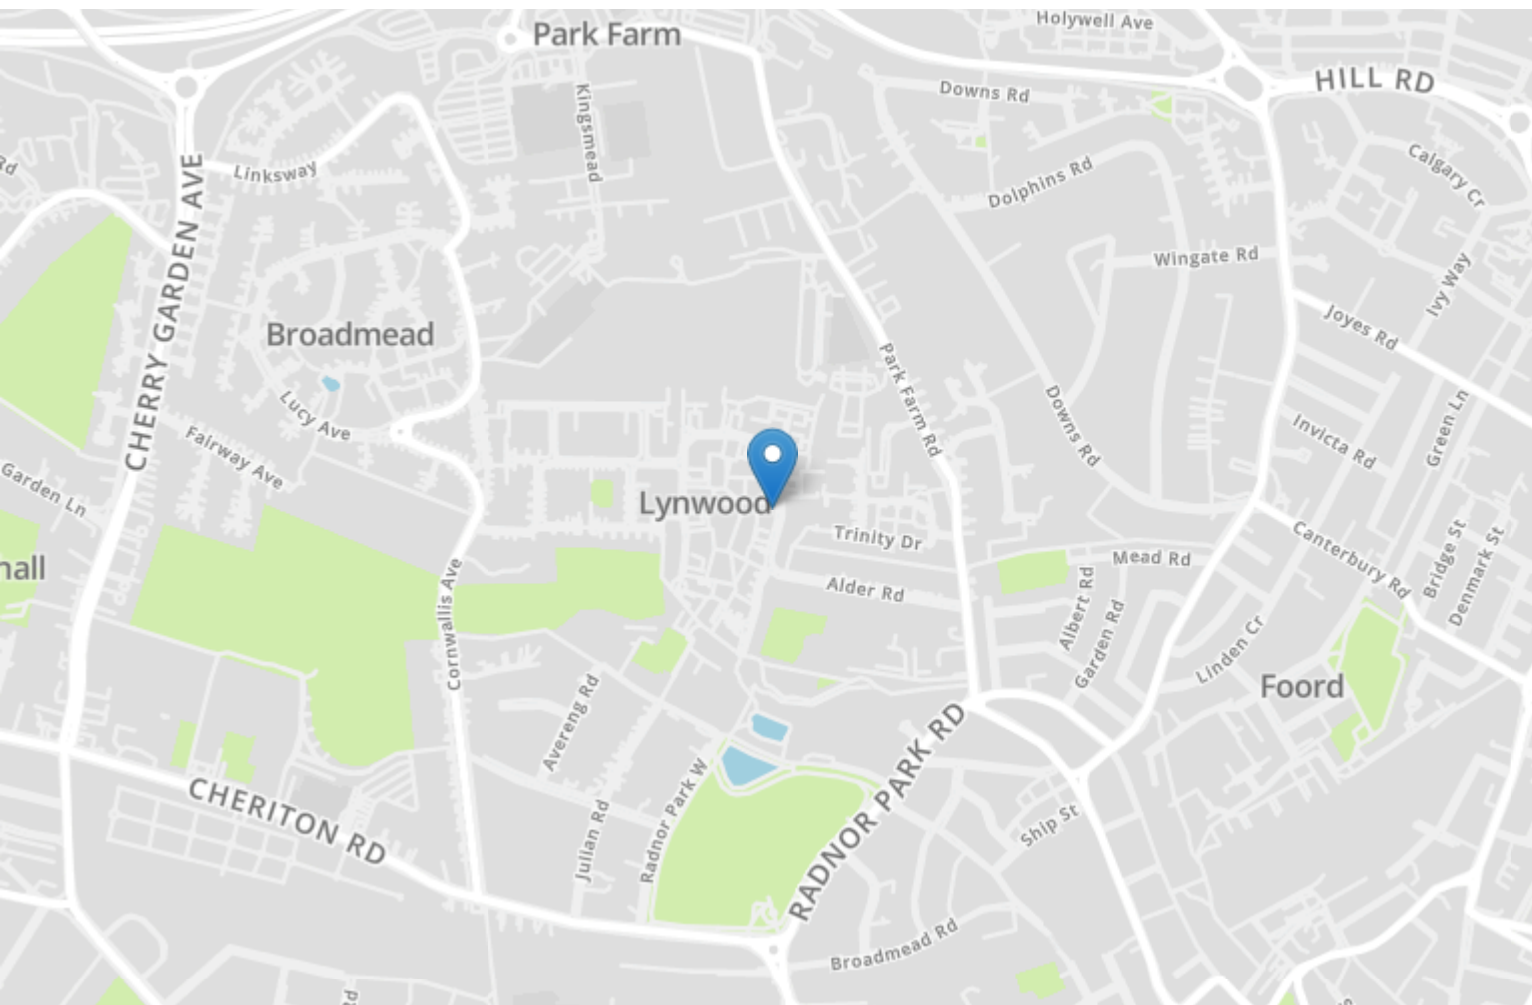 Holywell Ave
Park Farm
HILL RD
Downs Rd
Kingsmead
Calgary Cr
Rd
Linksway
Dolphins Rd
CHERRY GARDEN AVE
Wingate Rd
Ivy Way
Joyes Rd
Broadmead
Park Farm Rd
Lucy Ave
Downs Rd
Green Ln
Invicta Rd
Fairway Ave
Garden Ln
Lynwood
Trinity Dr
Canterbury Rd
Bridge St
Denmark St
Mead Rd
hall
Alder Rd
Albert Rd
Cornwallis Ave
Garden Rd
Linden Cr
Foord
Avereng Rd
RADNOR PARK RD
Radnor Park W
CHERITON RD
Julian Rd
Ship St
Broadmead Rd